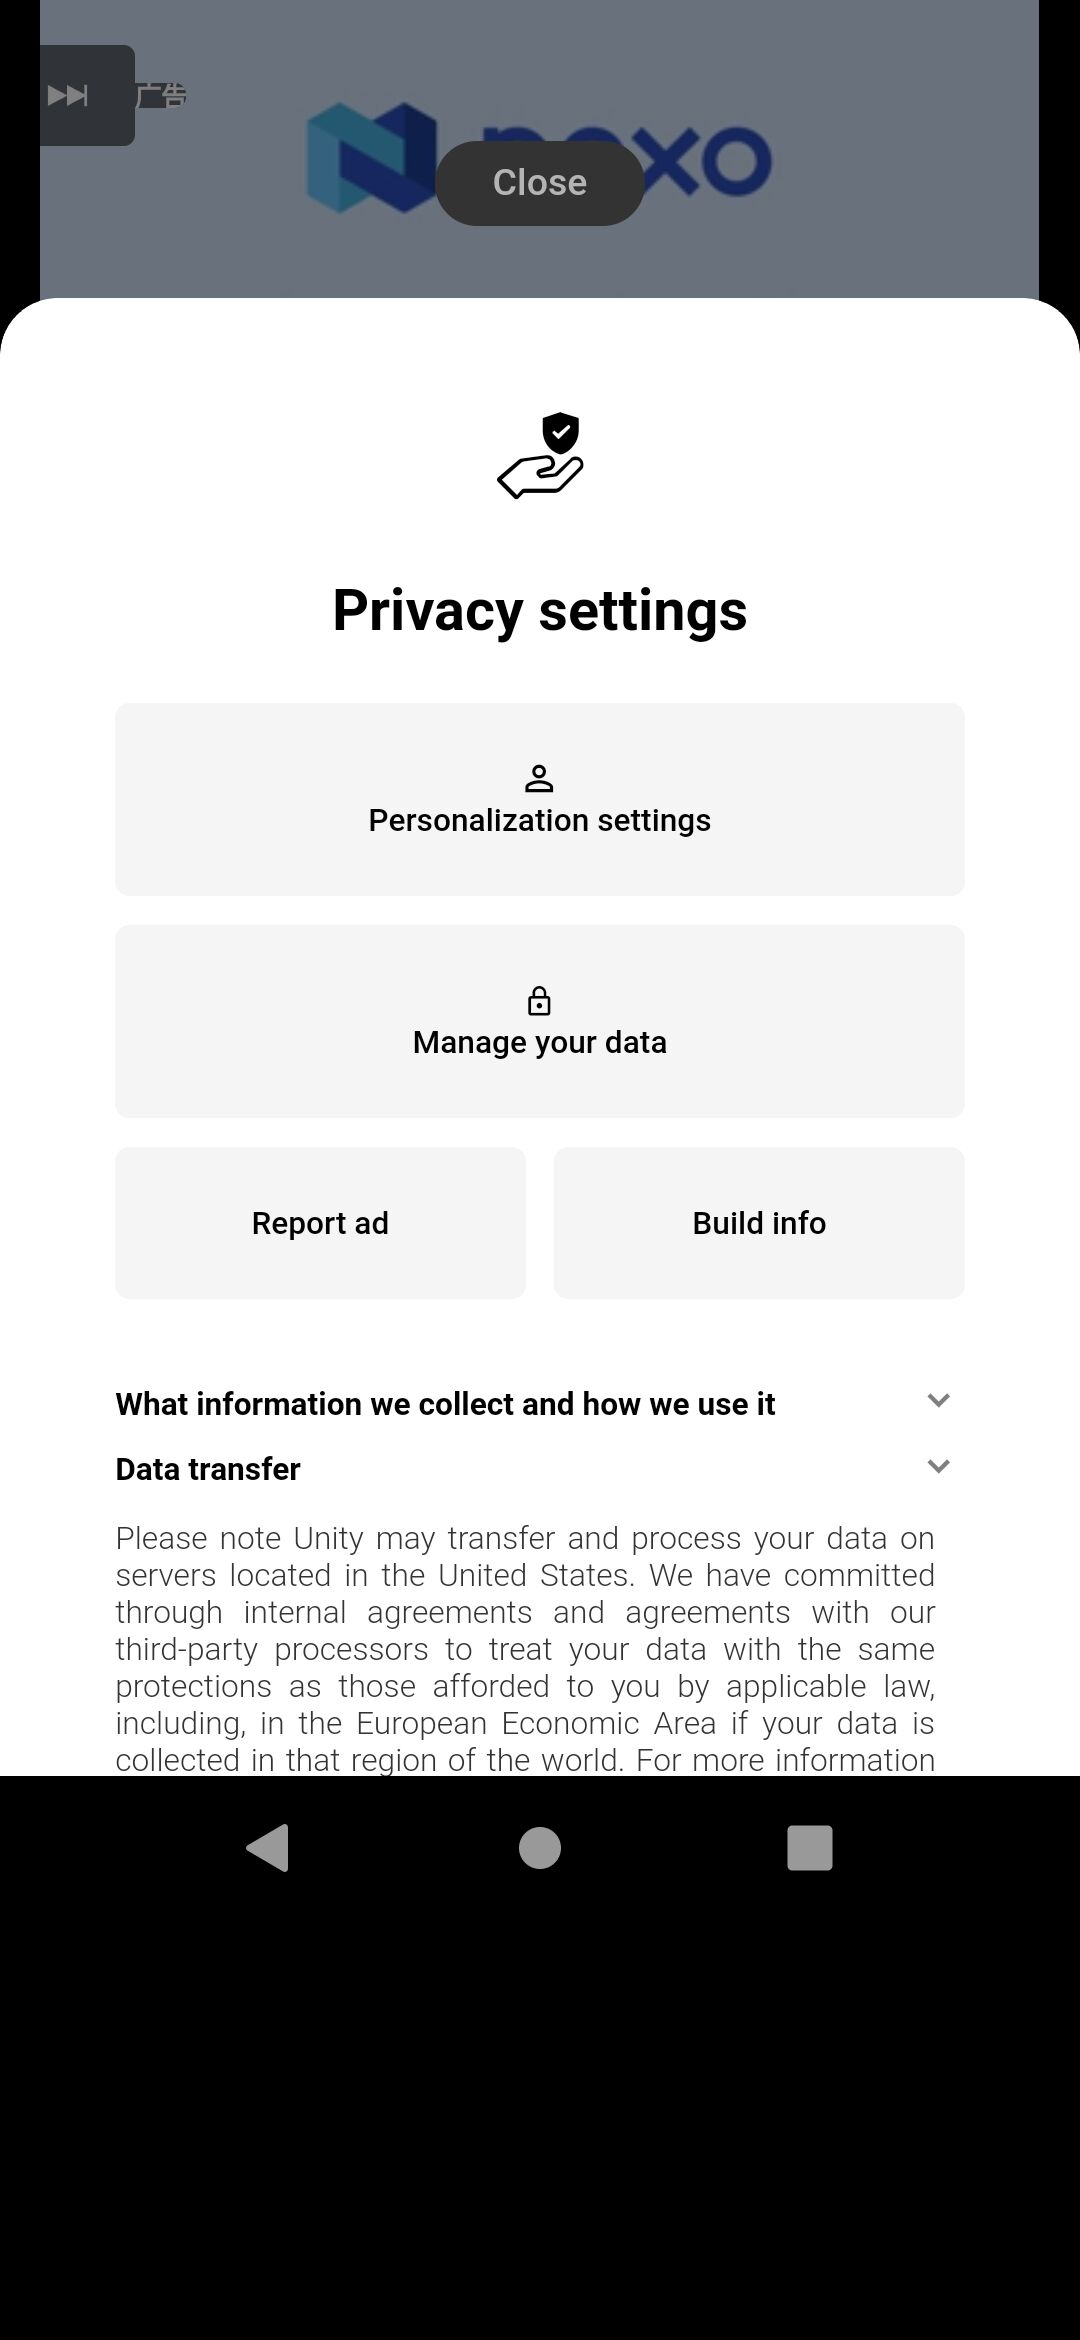 广告
nexo
Close
Privacy settings
Personalization settings
Manage your data
Report ad
Build info
What information we collect and how we use it
Data transfer
Please note Unity may transfer and process your data on
servers located in the United States. We have committed
through internal agreements and agreements with our
third-party processors to treat your data with the same
protections as those afforded to you by applicable law,
including, in the European Economic Area if your data is
collected in that region of the world. For more information